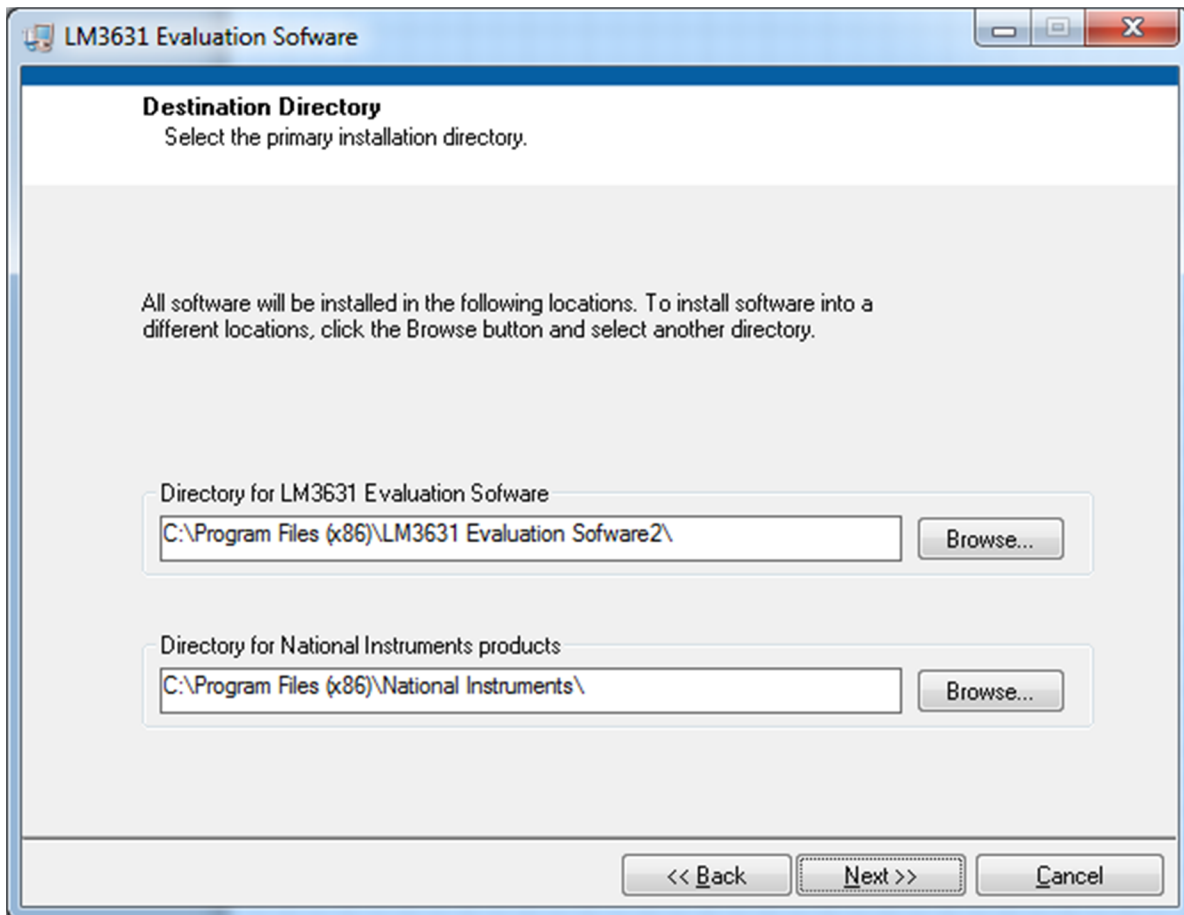 LM3631 Evaluation Sofware
Destination Directory
Select the primary installation directory.
All software will be installed in the following locations. To install software into a
different locations, click the Browse button and select another directory.
Directory for LM3631 Evaluation Sofware
C:\Program Files (x86)\LM3631 Evaluation Sofware2\
Browse...
Directory for National Instruments products
C:\Program Files (x86)\National Instruments\
Browse...
<< Back
Next >>
Cancel